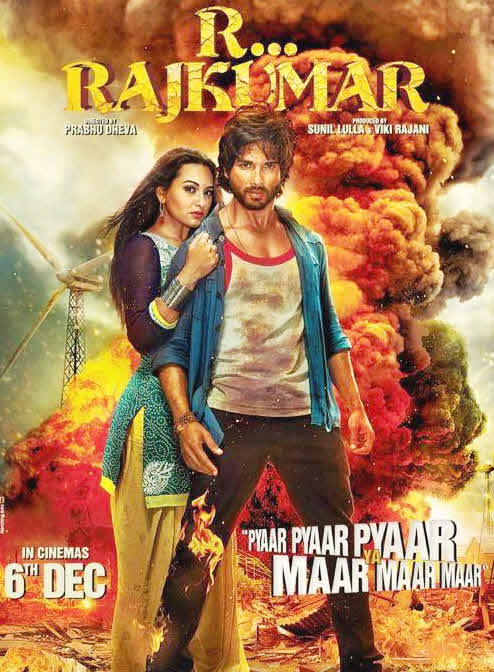 R...
RAJKUMAR
DIRECTED BY
PRABHU DHEVA
PRODUCED BY
SUNIL LULLA & VIKI RAJANI
"PYAAR PYAAR PYAAR
YA
MAAR MAAR MAAR"
IN CINEMAS
6TH DEC